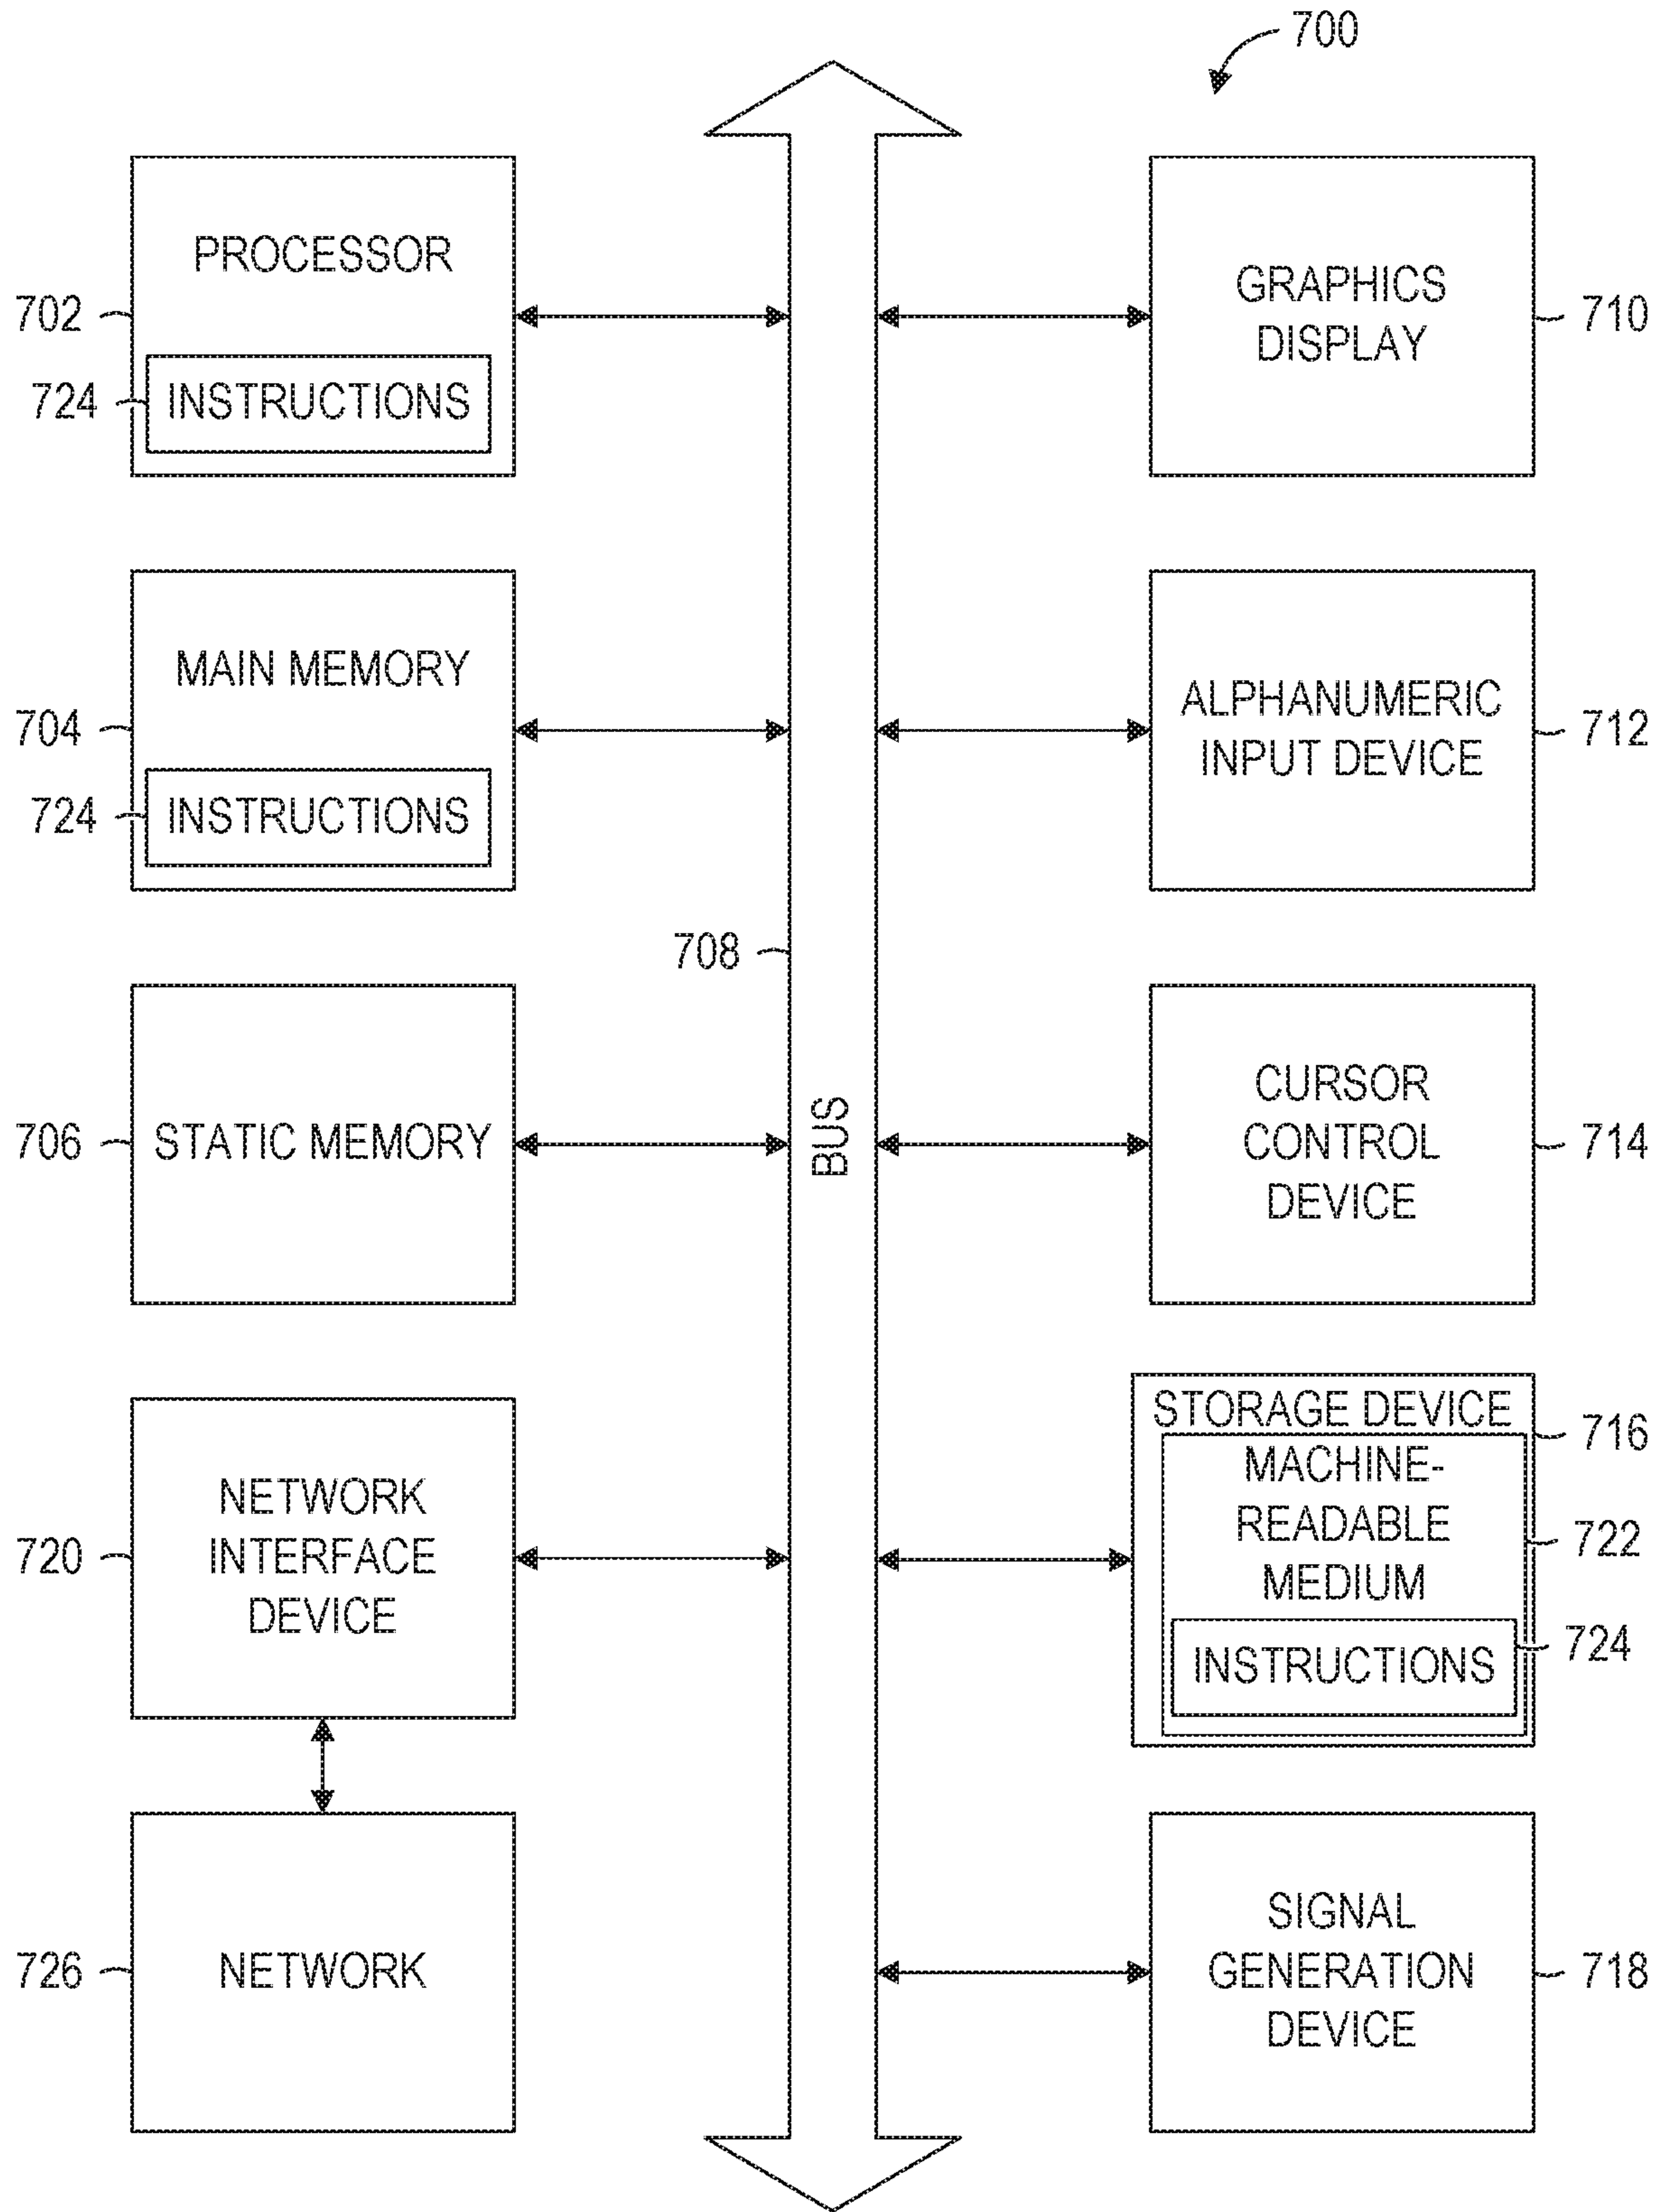 700
PROCESSOR
702
724
INSTRUCTIONS
GRAPHICS
DISPLAY
710
MAIN MEMORY
704
724
INSTRUCTIONS
ALPHANUMERIC
INPUT DEVICE
712
708
BUS
706
STATIC MEMORY
CURSOR
CONTROL
DEVICE
714
NETWORK
INTERFACE
DEVICE
720
STORAGE DEVICE
716
MACHINE-
READABLE
MEDIUM
722
INSTRUCTIONS
724
726
NETWORK
SIGNAL
GENERATION
DEVICE
718